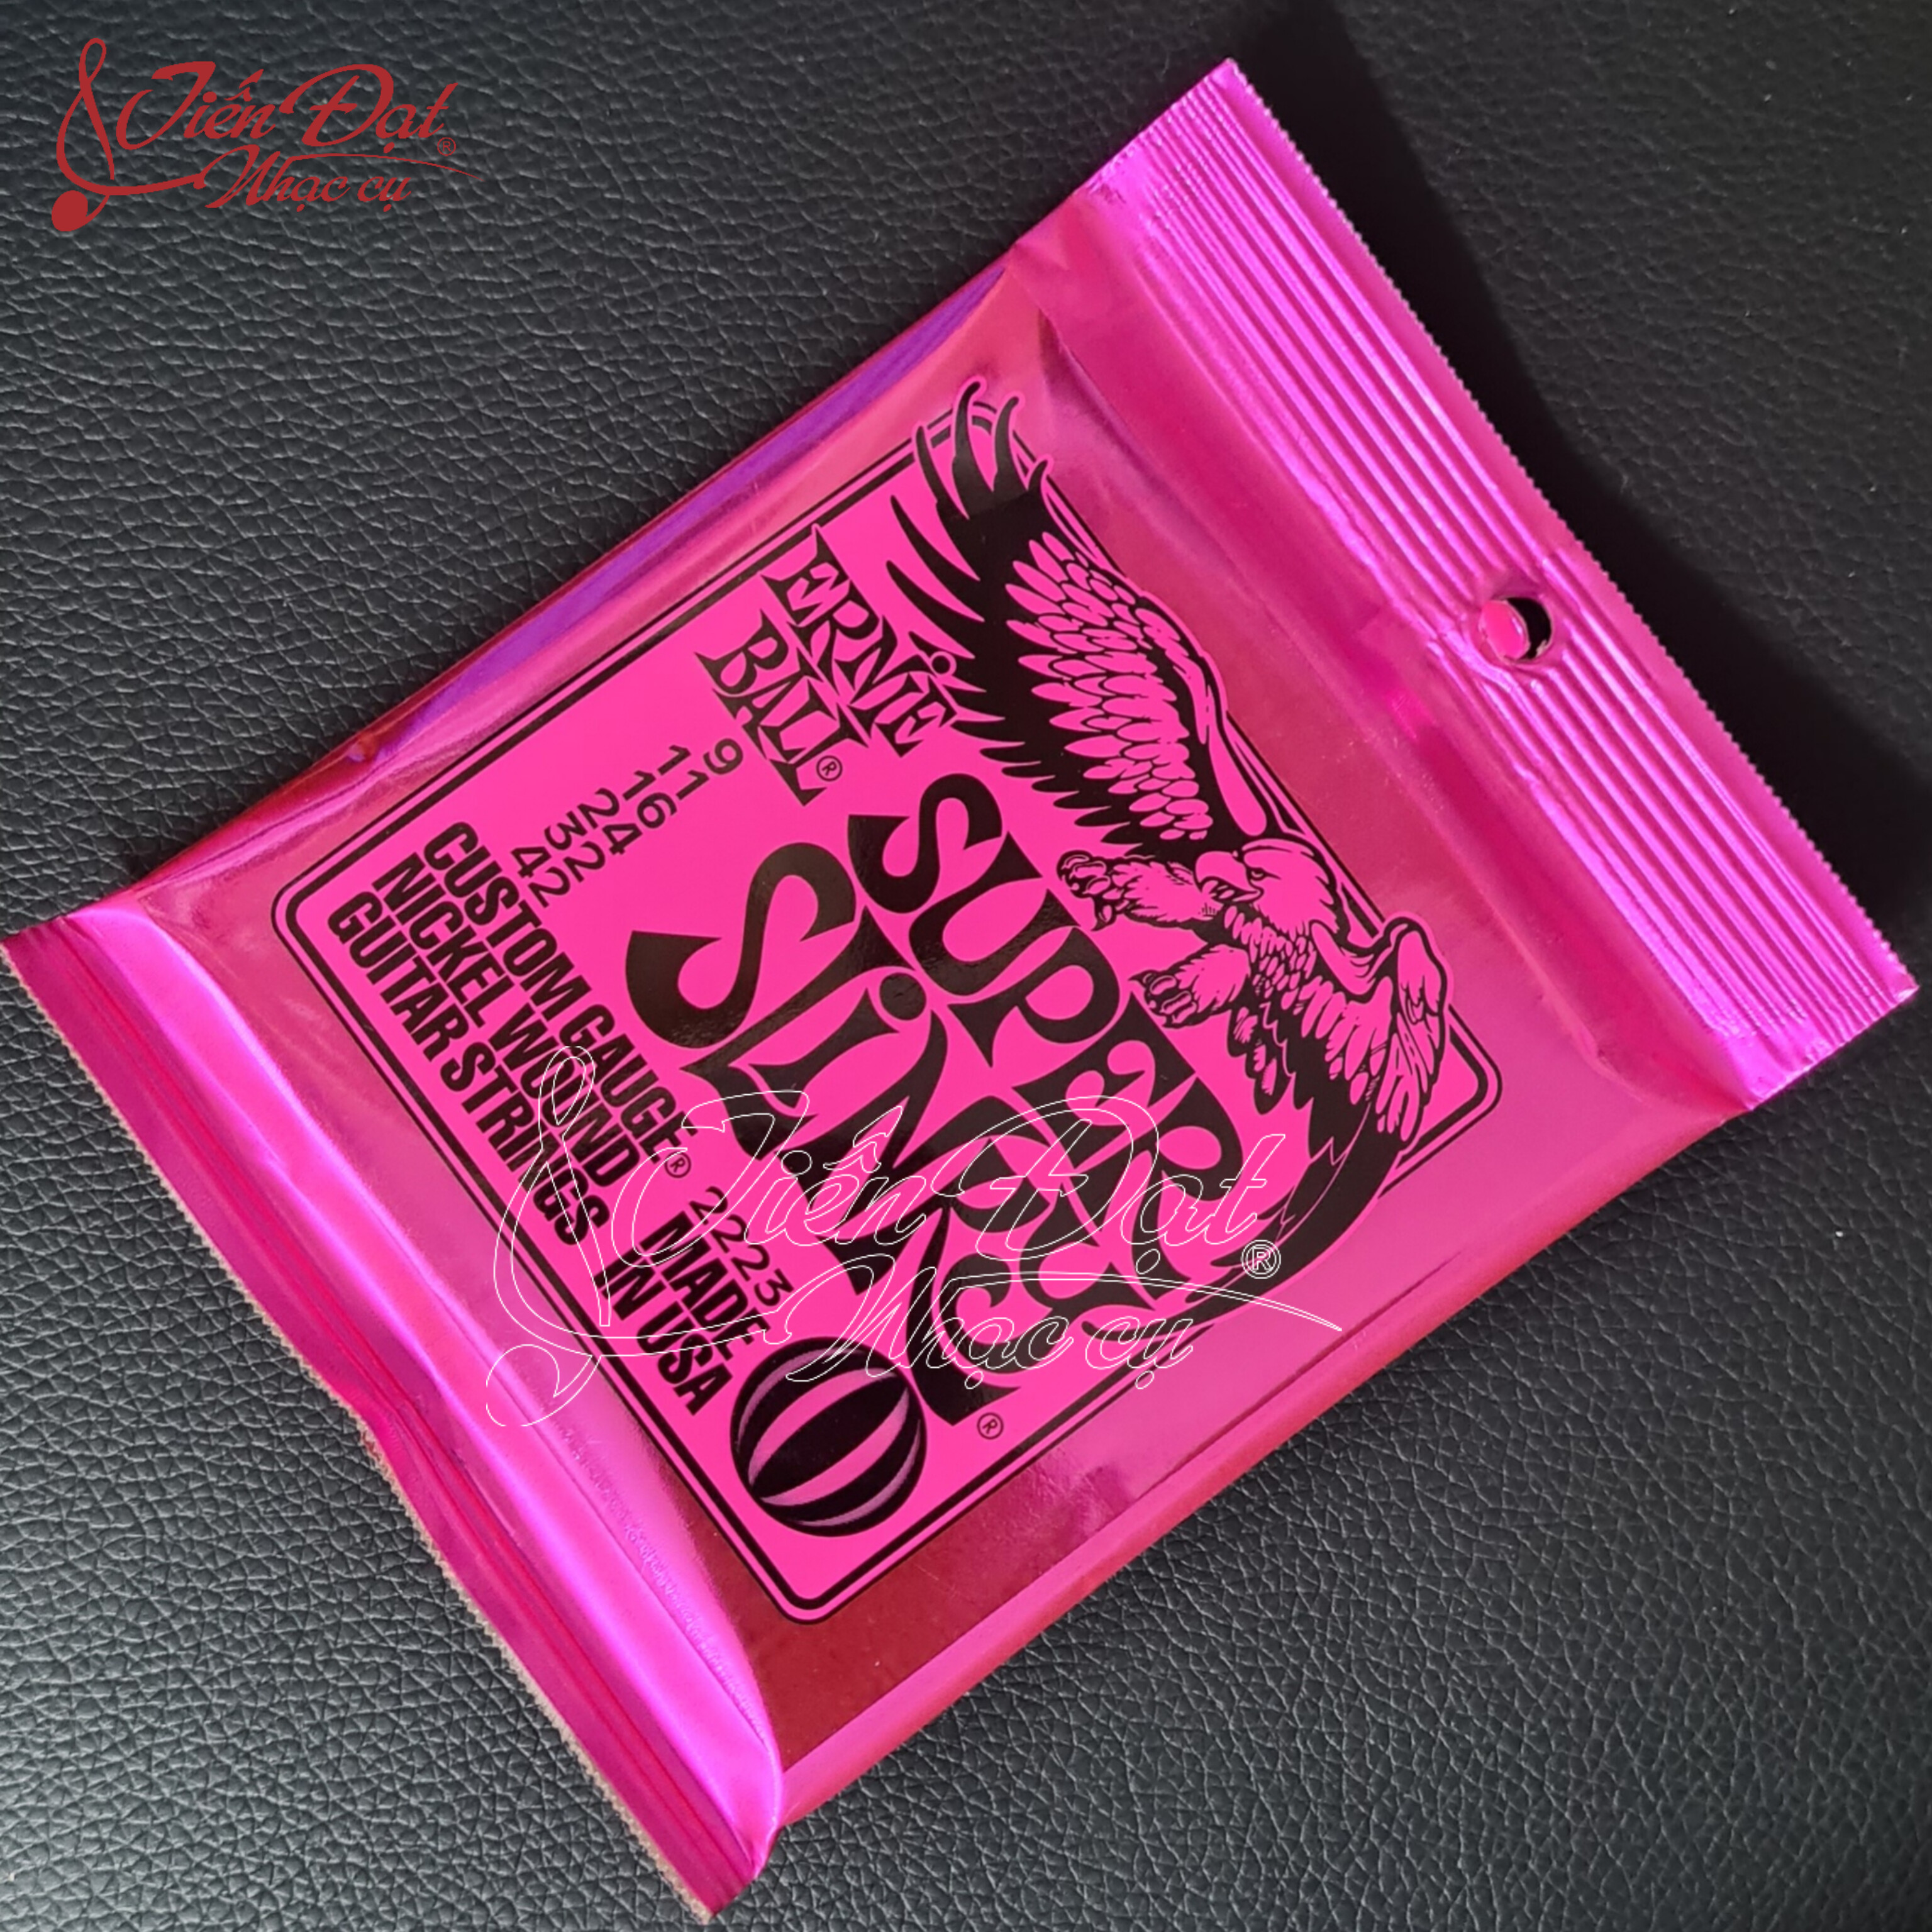 Tiến Đạt ®
Nhạc cụ
ERNIE
BALL®
SUPER
SLINKY®
9
11
16
24
32
42
CUSTOM GAUGE® 2223
NICKEL WOUND MADE
GUITAR STRINGS IN USA
Tiến Đạt ®
Nhạc cụ